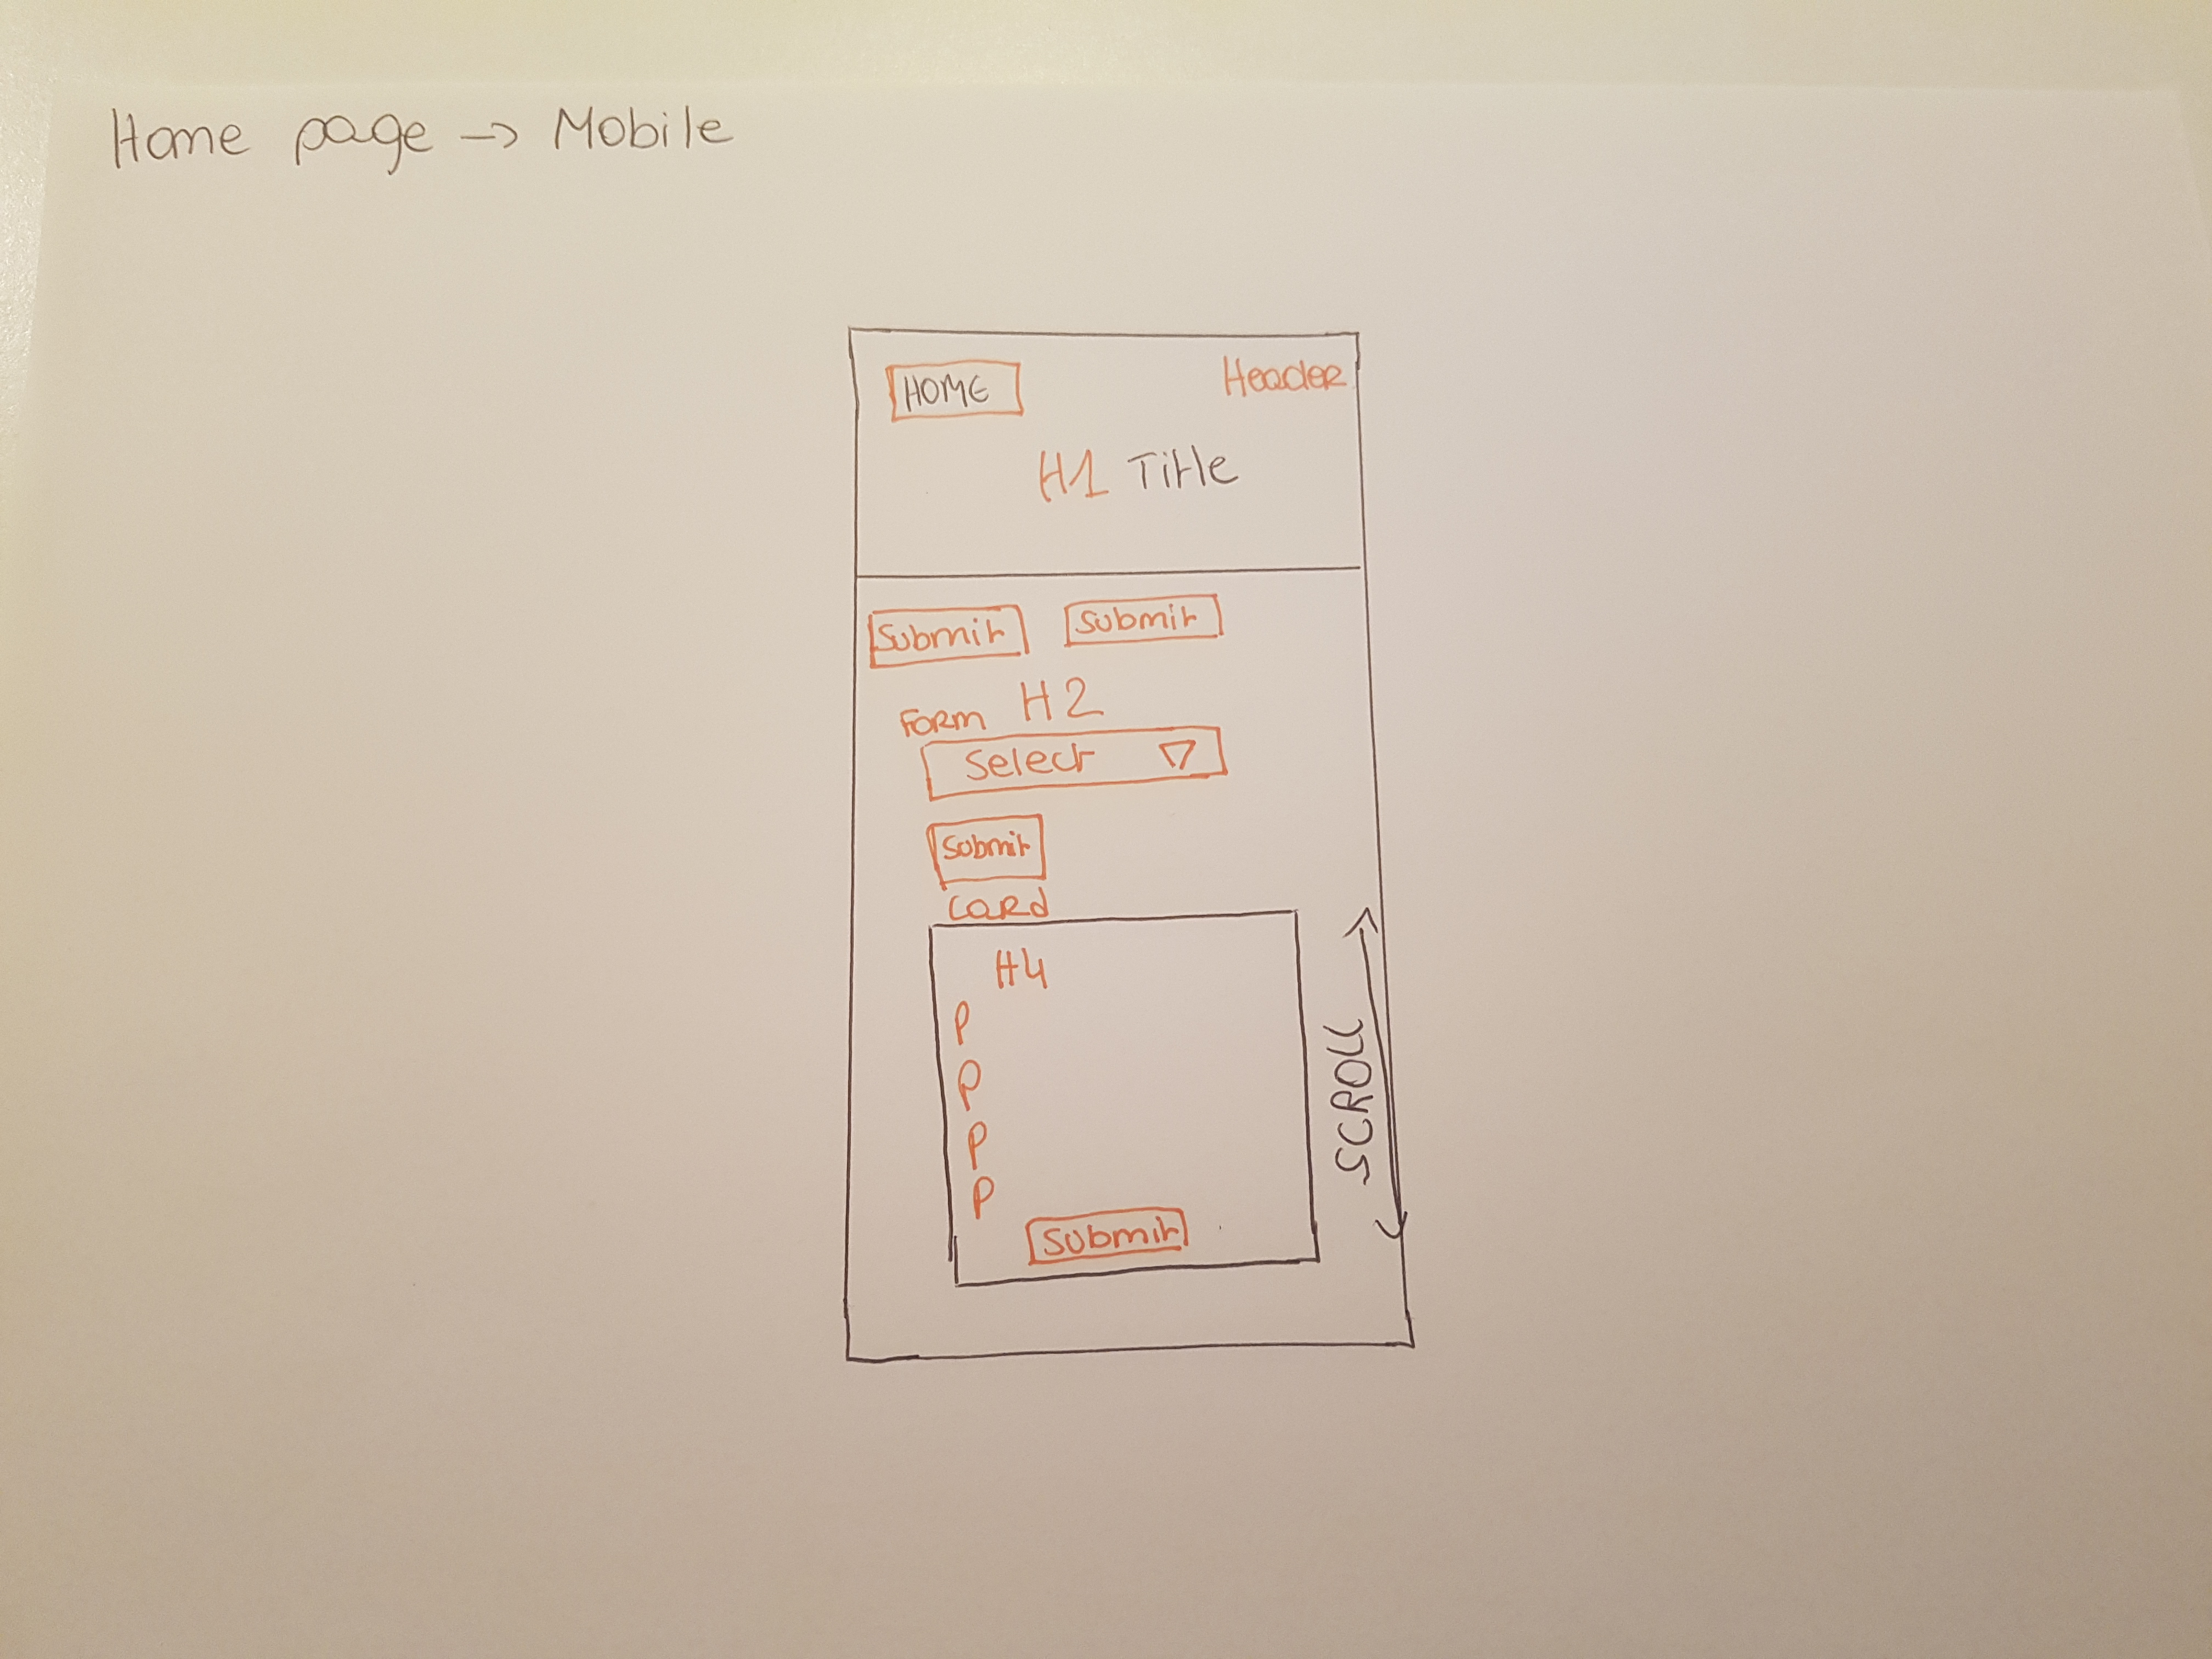 Home page -> Mobile
HOME
Header
H1 Title
Submit
Submit
Form H2
Select
Submit
Card
H4
P
P
P
P
Submit
SCROLL